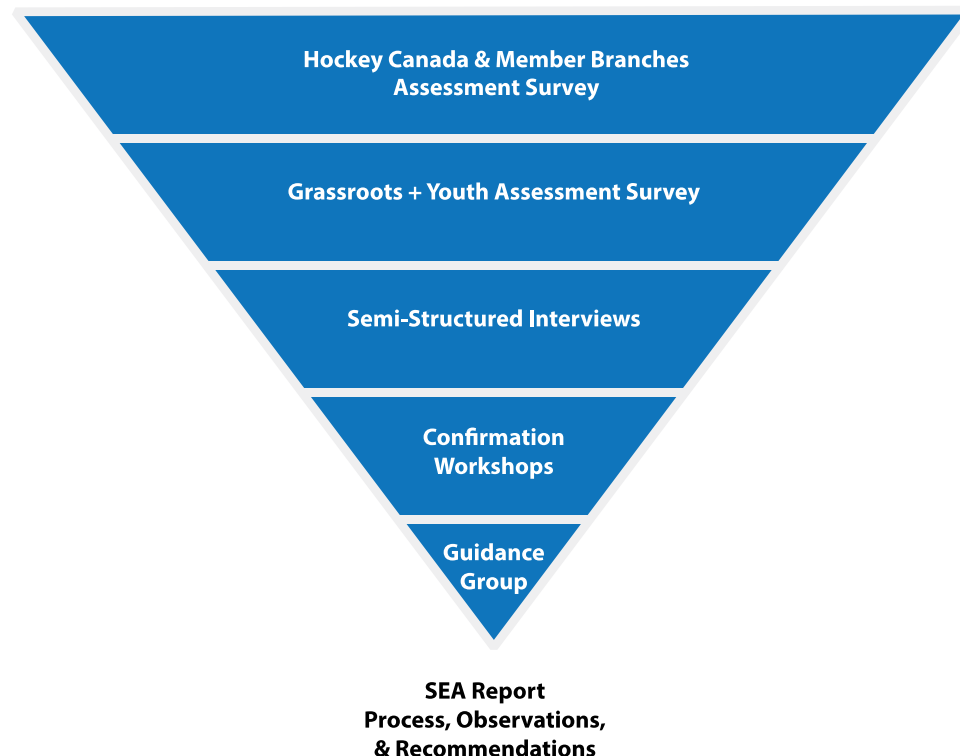 Hockey Canada & Member Branches
Assessment Survey
Grassroots + Youth Assessment Survey
Semi-Structured Interviews
Confirmation
Workshops
Guidance
Group
SEA Report
Process, Observations,
& Recommendations